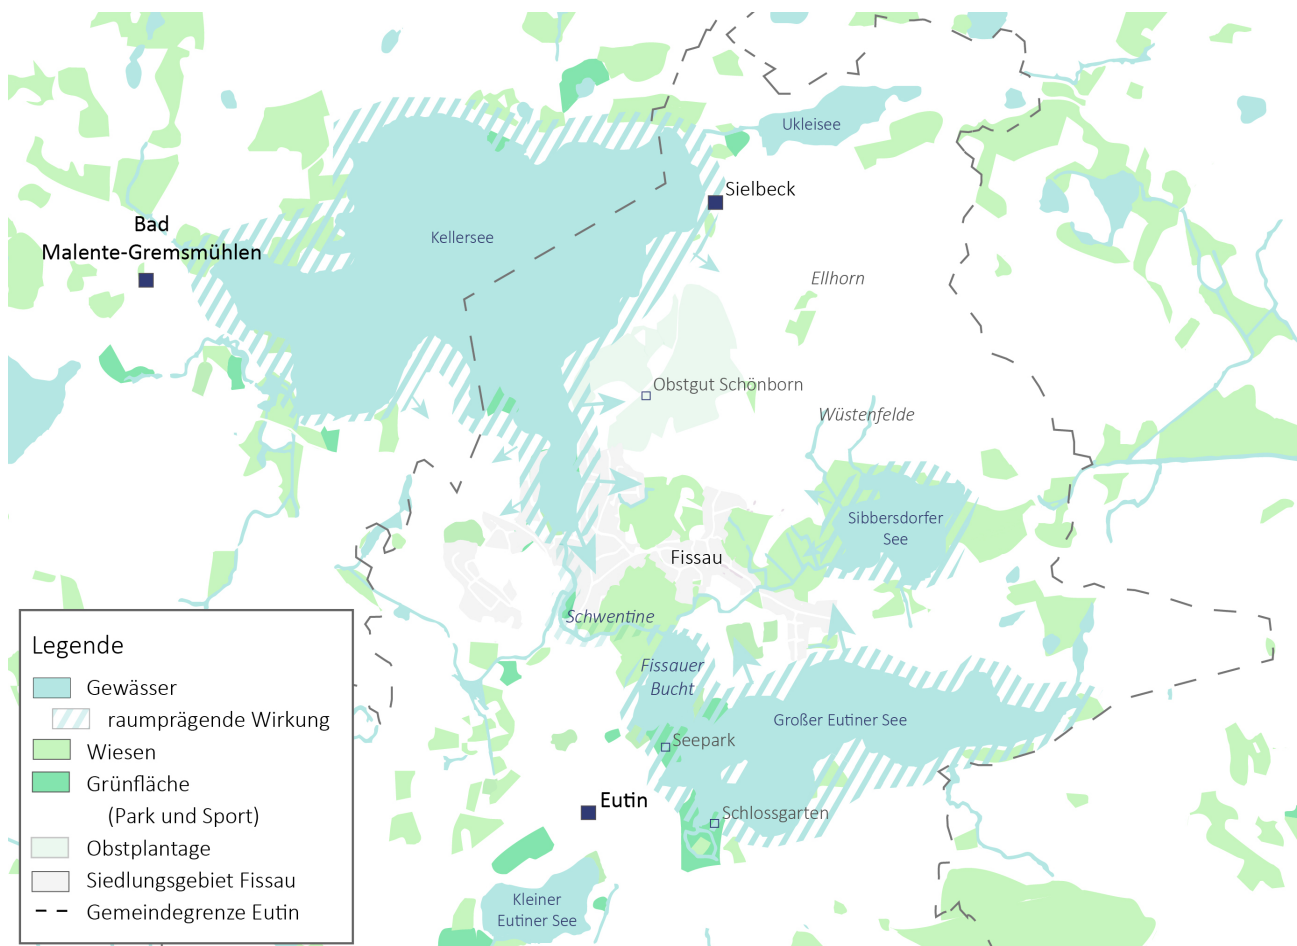 Ukleisee
Sielbeck
Bad
Malente-Gremsmühlen
Kellersee
Ellhorn
Obstgut Schönborn
Wüstenfelde
Sibbersdorfer
See
Fissau
Schwentine
Fissauer
Bucht
Großer Eutiner See
Seepark
Eutin
Schlossgarten
Kleiner
Eutiner See
Legende
Gewässer
raumprägende Wirkung
Wiesen
Grünfläche
(Park und Sport)
Obstplantage
Siedlungsgebiet Fissau
Gemeindegrenze Eutin